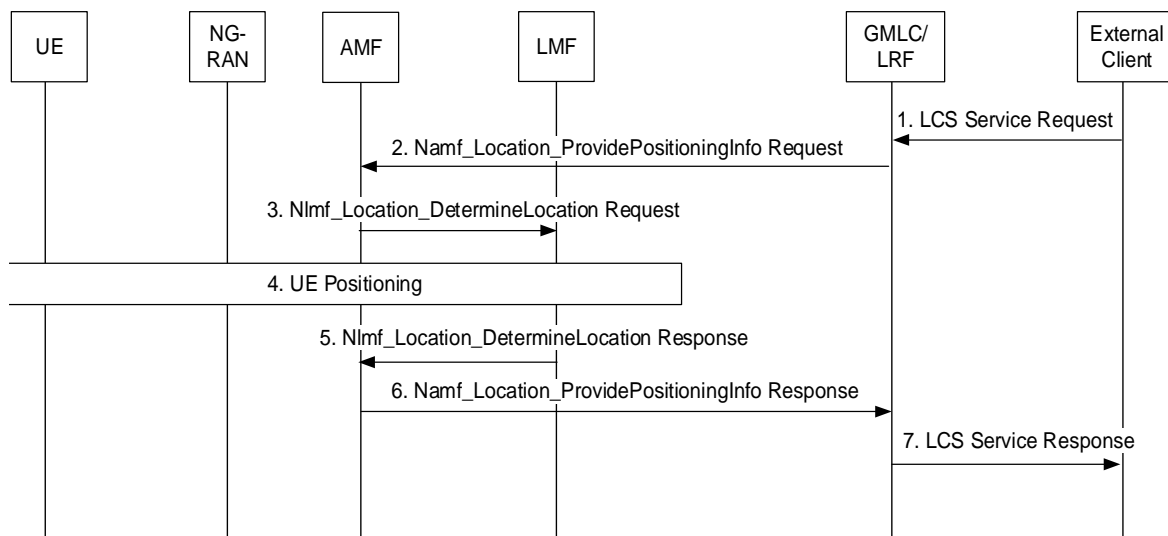 UE
NG-
RAN
AMF
LMF
GMLC/
LRF
External
Client
1. LCS Service Request
2. Namf_Location_ProvidePositioningInfo Request
3. Nlmf_Location_DetermineLocation Request
4. UE Positioning
5. Nlmf_Location_DetermineLocation Response
6. Namf_Location_ProvidePositioningInfo Response
7. LCS Service Response